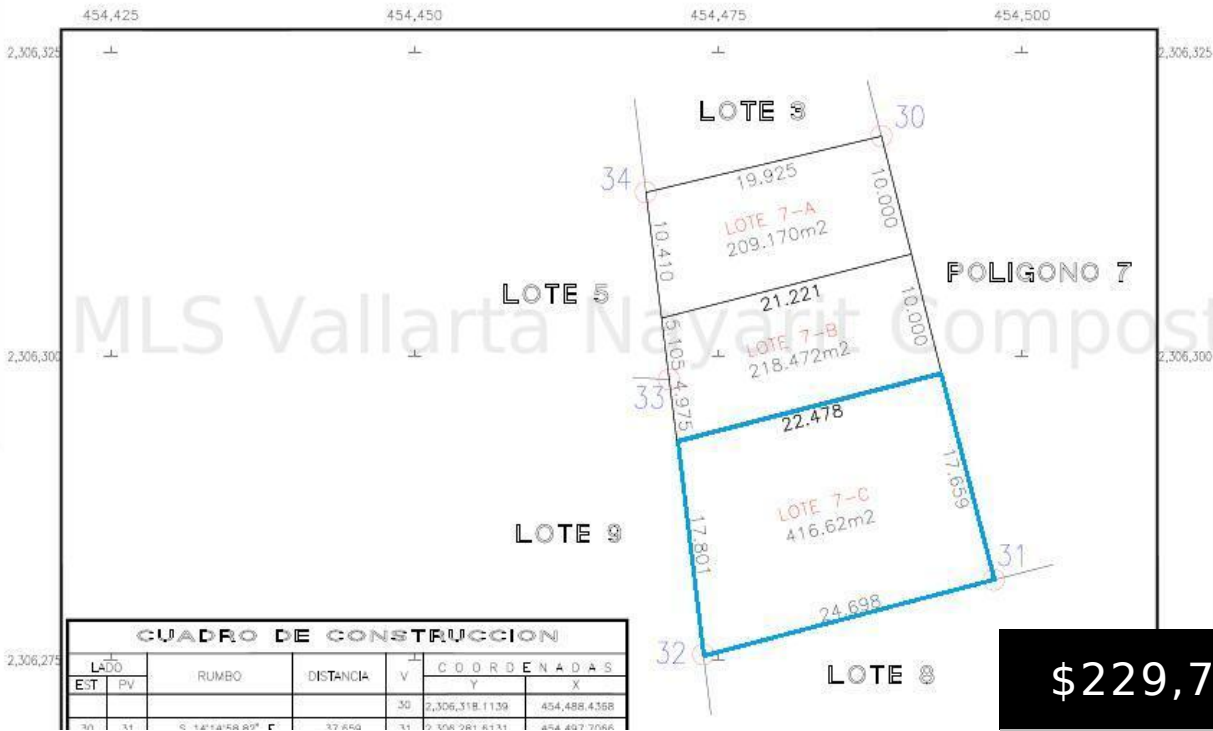 454,425 454,450 454,475 454,500
2,306,325 2,306,325
LOTE 3
30
34
19.925
10.000
LOTE 7-A
209.170m2
10.410
POLIGONO 7
LOTE 5
21.221
10.000
MLS Vallarta Nayarit Compost
5.105
LOTE 7-B
218.472m2
2,306,300 2,306,300
33
4.975
22.478
17.659
LOTE 7-C
416.62m2
LOTE 9
17.801
31
24.698
32
LOTE 8
2,306,275
$229,7
CUADRO DE CONSTRUCCION
LADO RUMBO DISTANCIA V COORDENADAS
EST PV Y X
30 2,306,318.1139 454,488.4368
30 31 S 14°14'58.82" E 37.659 31 2,306,281.6131 454,497.7066